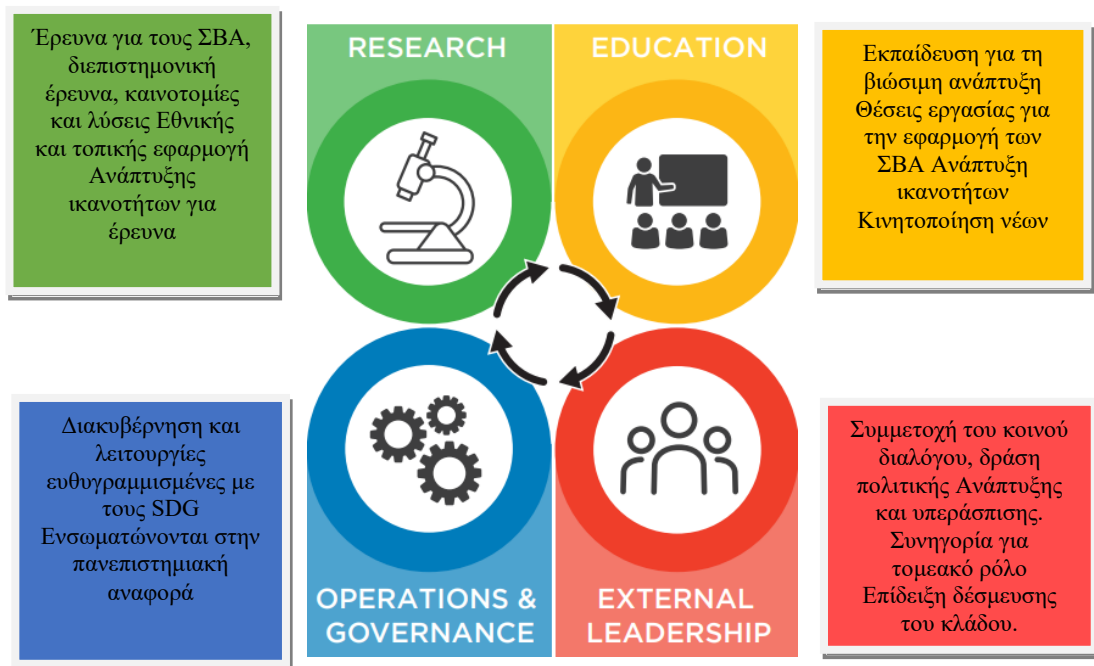 Έρευνα για τους ΣΒΑ,
διεπιστημονική
έρευνα, καινοτομίες
και λύσεις Εθνικής
και τοπικής εφαρμογή
Ανάπτυξης
ικανοτήτων για
έρευνα
RESEARCH
EDUCATION
Εκπαίδευση για τη
βιώσιμη ανάπτυξη
Θέσεις εργασίας για
την εφαρμογή των
ΣΒΑ Ανάπτυξη
ικανοτήτων
Κινητοποίηση νέων
Διακυβέρνηση και
λειτουργίες
ευθυγραμμισμένες με
τους SDG
Ενσωματώνονται στην
πανεπιστημιακή
αναφορά
OPERATIONS &
GOVERNANCE
EXTERNAL
LEADERSHIP
Συμμετοχή του κοινού
διαλόγου, δράση
πολιτικής Ανάπτυξης
και υπεράσπισης.
Συνηγορία για
τομεακό ρόλο
Επίδειξη δέσμευσης
του κλάδου.